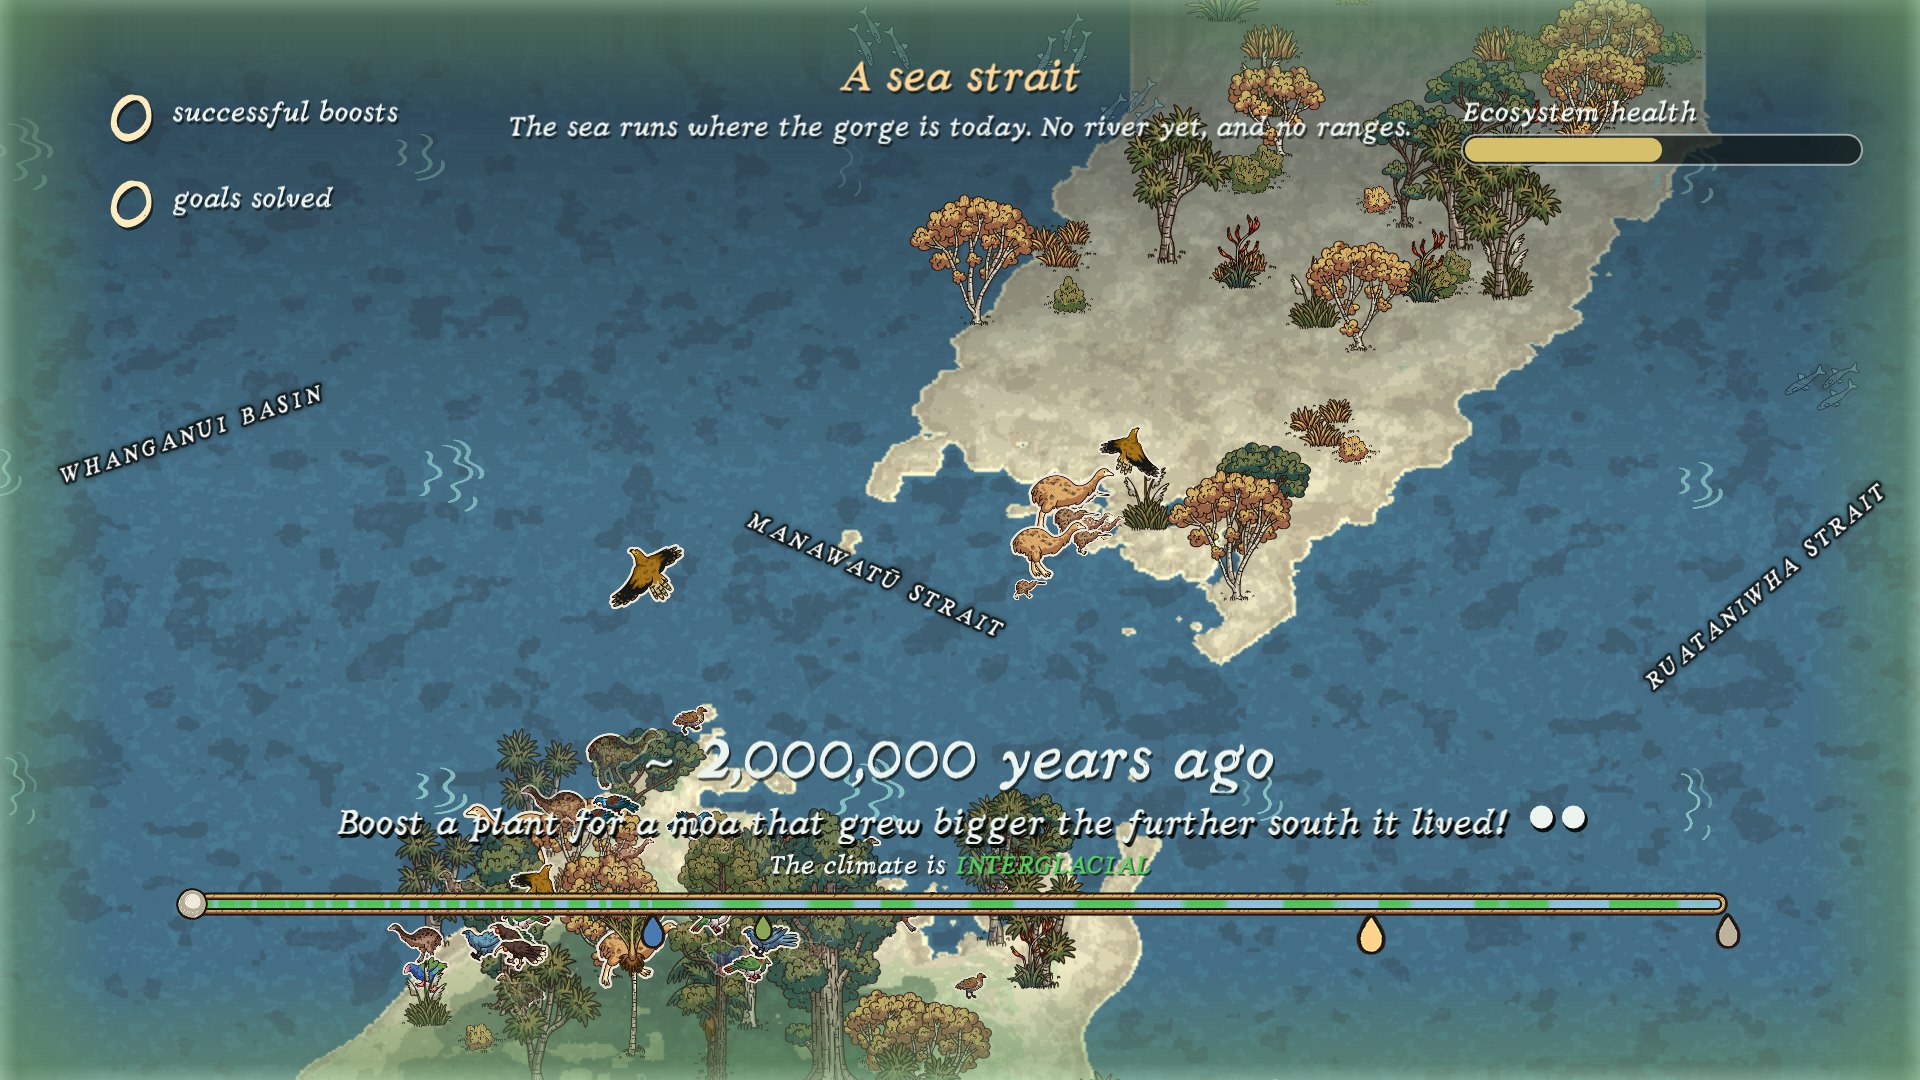 A sea strait
The sea runs where the gorge is today. No river yet, and no ranges.
0 successful boosts
0 goals solved
Ecosystem health
WHANGANUI BASIN
MANAWATŪ STRAIT
RUATANIWHA STRAIT
~ 2,000,000 years ago
Boost a plant for a moa that grew bigger the further south it lived!
The climate is INTERGLACIAL